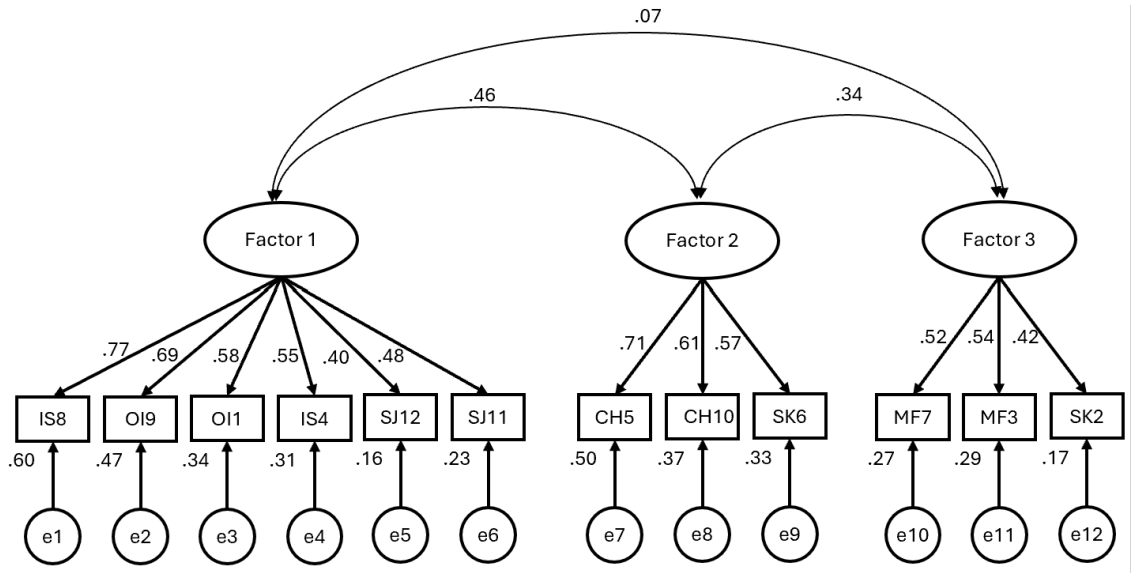 .07
.46
.34
Factor 1
Factor 2
Factor 3
.77 .69 .58 .55 .40 .48
.71 .61 .57
.52 .54 .42
IS8 OI9 OI1 IS4 SJ12 SJ11
CH5 CH10 SK6
MF7 MF3 SK2
.60 .47 .34 .31 .16 .23
.50 .37 .33
.27 .29 .17
e1 e2 e3 e4 e5 e6
e7 e8 e9
e10 e11 e12